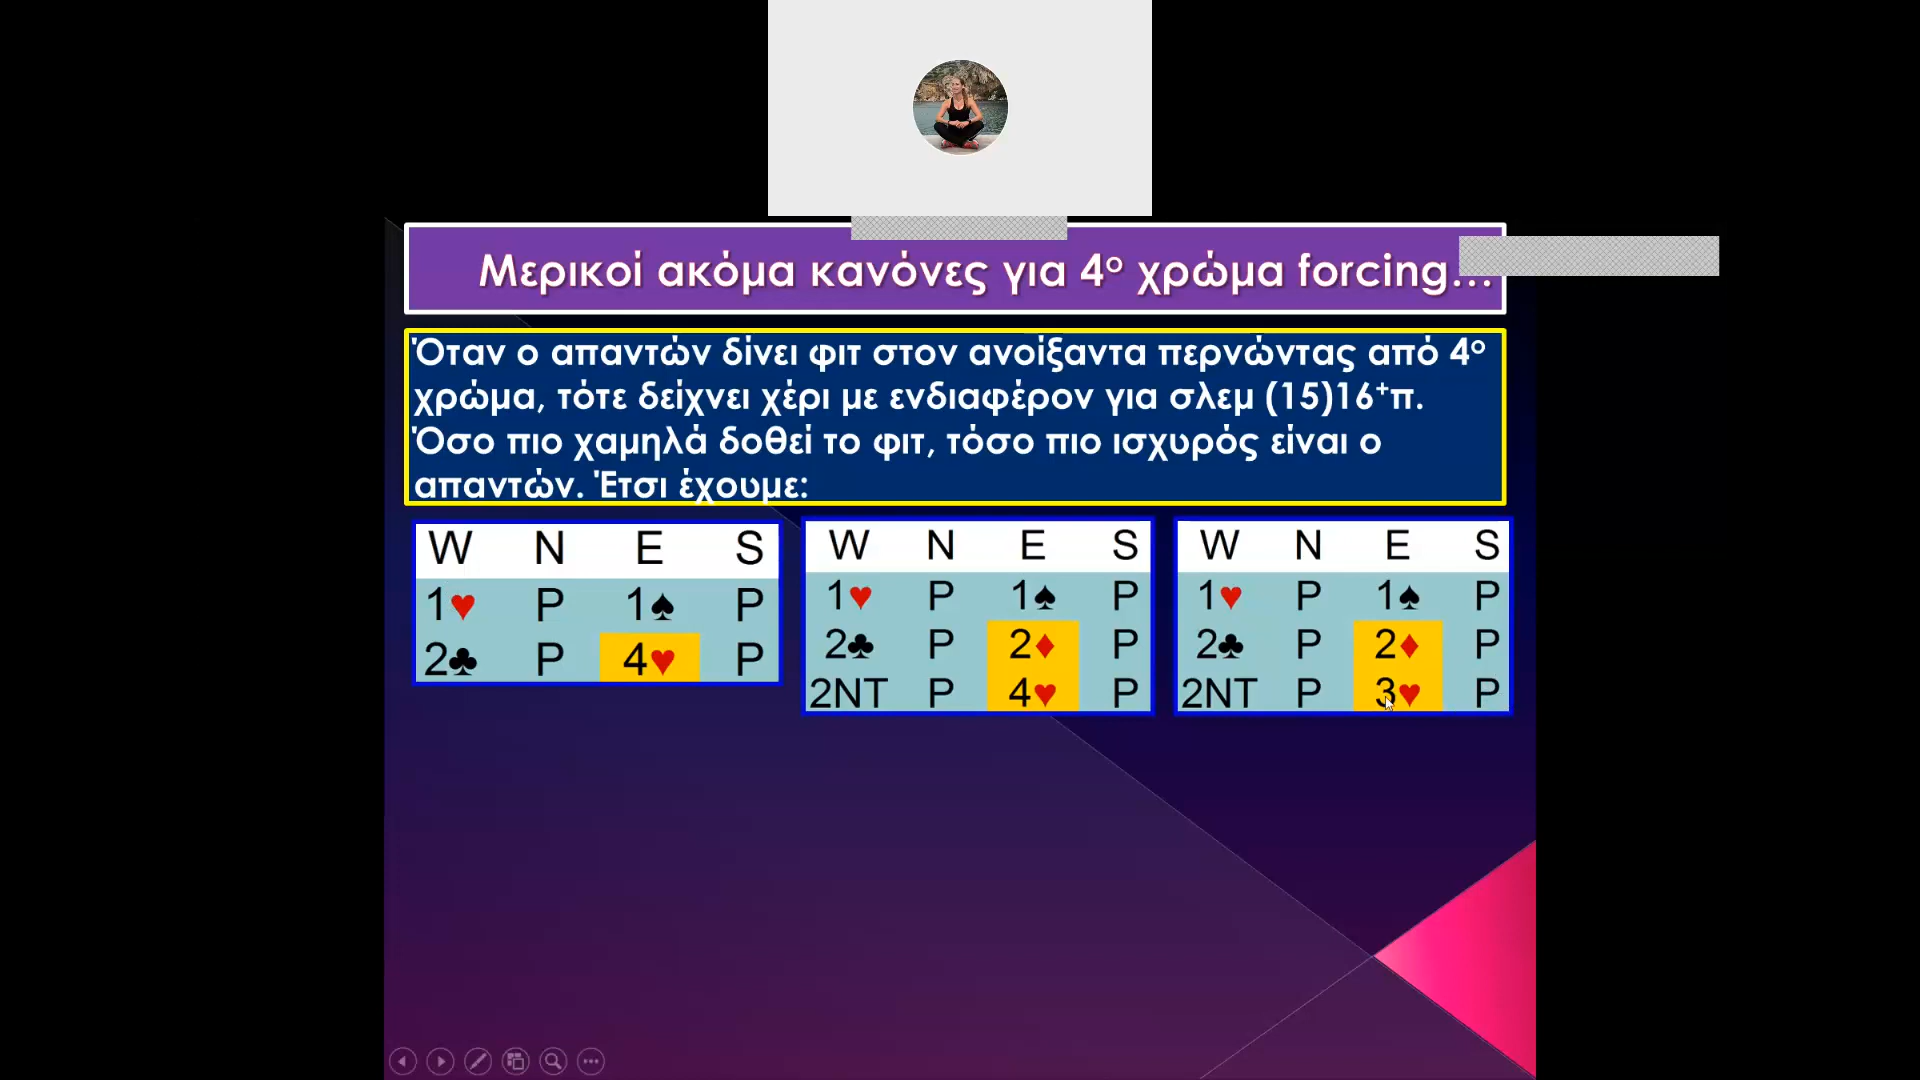 Μερικοί ακόμα κανόνες για 4ο χρώμα forcing...
Όταν ο απαντών δίνει φιτ στον ανοίξαντα περνώντας από 4ο
χρώμα, τότε δείχνει χέρι με ενδιαφέρον για σλεμ (15)16+π.
Όσο πιο χαμηλά δοθεί το φιτ, τόσο πιο ισχυρός είναι ο
απαντών. Έτσι έχουμε:
W N E S
1♥ P 1♠ P
2♣ P 4♥ P
W N E S
1♥ P 1♠ P
2♣ P 2♦ P
2NT P 4♥ P
W N E S
1♥ P 1♠ P
2♣ P 2♦ P
2NT P 3♥ P